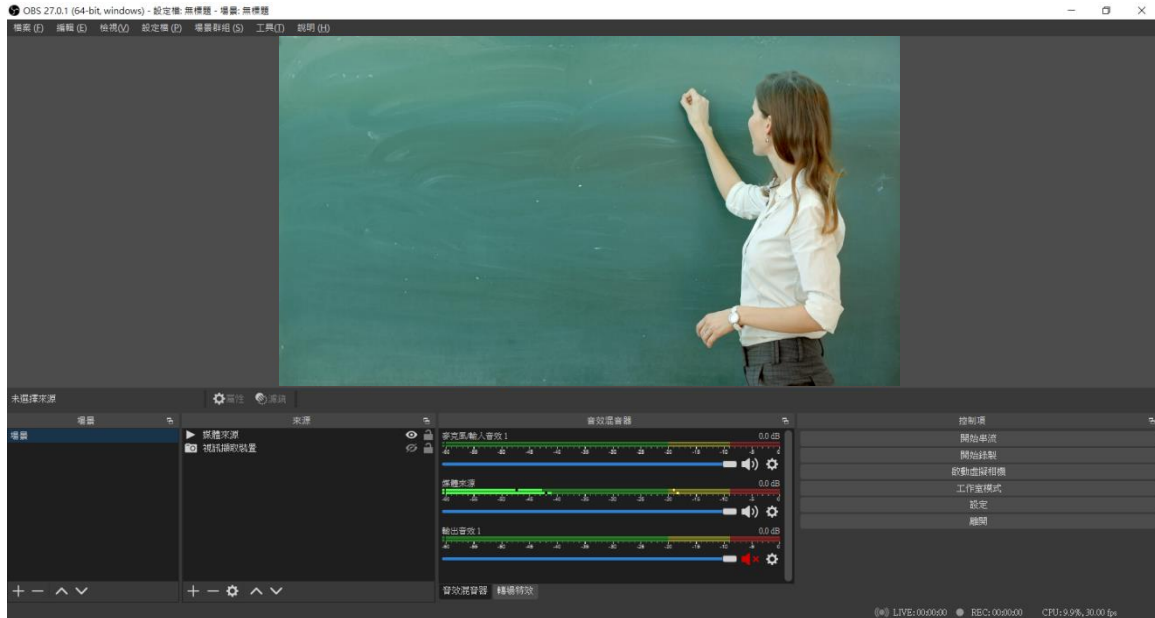 OBS 27.0.1 (64-bit, windows) - 設定檔: 無標題 - 場景: 無標題
檔案 (F) 編輯 (E) 檢視(V) 設定檔 (P) 場景群組 (S) 工具(T) 說明 (H)
未選擇來源 屬性 濾鏡
場景 來源 音效混音器 控制項
場景
媒體來源
視訊擷取裝置
麥克風/輸入音效 1 0.0 dB
媒體來源 0.0 dB
輸出音效 1 0.0 dB
音效混音器 轉場特效
開始串流
開始錄製
啟動虛擬相機
工作室模式
設定
離開
LIVE: 00:00:00 REC: 00:00:00 CPU: 9.9%, 30.00 fps